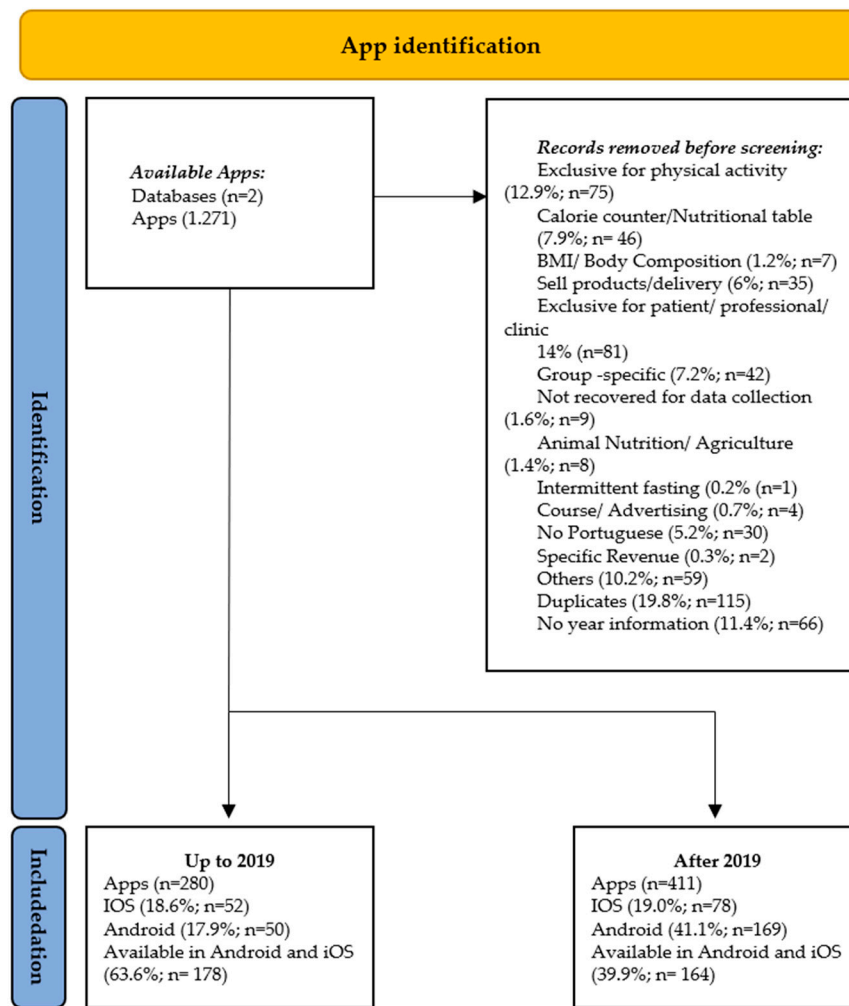 App identification
Identification
Available Apps:
Databases (n=2)
Apps (1.271)
Records removed before screening:
Exclusive for physical activity
(12.9%; n=75)
Calorie counter/Nutritional table
(7.9%; n= 46)
BMI/ Body Composition (1.2%; n=7)
Sell products/delivery (6%; n=35)
Exclusive for patient/ professional/
clinic
14% (n=81)
Group -specific (7.2%; n=42)
Not recovered for data collection
(1.6%; n=9)
Animal Nutrition/ Agriculture
(1.4%; n=8)
Intermittent fasting (0.2% (n=1)
Course/ Advertising (0.7%; n=4)
No Portuguese (5.2%; n=30)
Specific Revenue (0.3%; n=2)
Others (10.2%; n=59)
Duplicates (19.8%; n=115)
No year information (11.4%; n=66)
Includedation
Up to 2019
Apps (n=280)
IOS (18.6%; n=52)
Android (17.9%; n=50)
Available in Android and iOS
(63.6%; n= 178)
After 2019
Apps (n=411)
IOS (19.0%; n=78)
Android (41.1%; n=169)
Available in Android and iOS
(39.9%; n= 164)